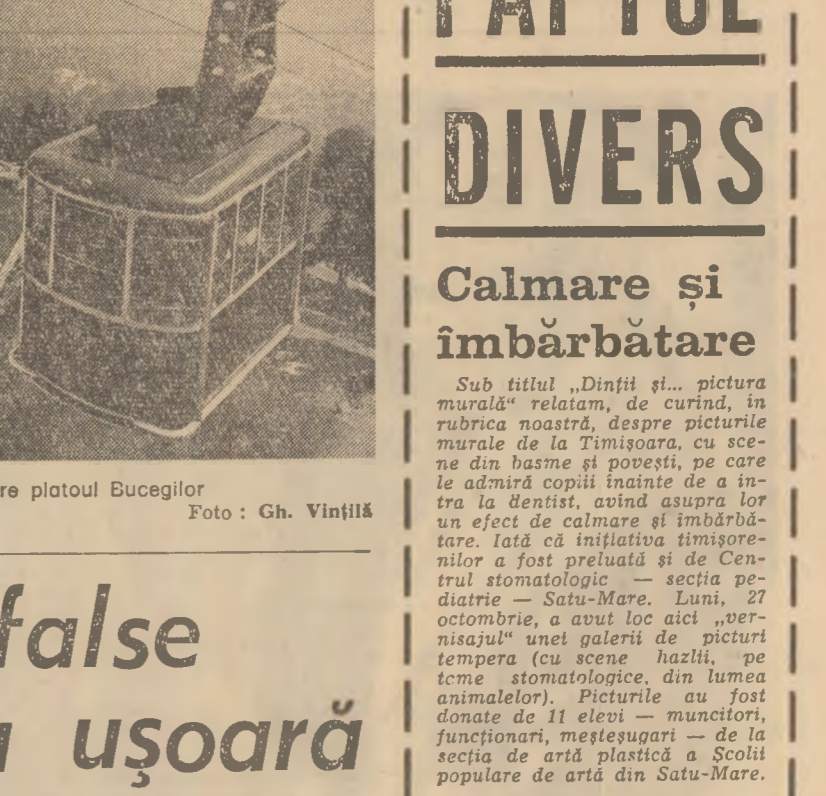 re platoul Bucegilor
Foto : Gh. Vințilă
false
ușoară
FAPTUL
DIVERS
Calmare și
îmbărbătare
Sub titlul „Dinții și... pictura
murală“ relatam, de curînd, în
rubrica noastră, despre picturile
murale de la Timișoara, cu sce-
ne din basme și povești, pe care
le admiră copiii înainte de a in-
tra la dentist, avînd asupra lor
un efect de calmare și îmbărbă-
tare. Iată că inițiativa timișore-
nilor a fost preluată și de Cen-
trul stomatologic — secția pe-
diatrie — Satu-Mare. Luni, 27
octombrie, a avut loc aici „ver-
nisajul“ unei galerii de picturi
tempera (cu scene hazlii, pe
teme stomatologice, din lumea
animalelor). Picturile au fost
donate de 11 elevi — muncitori,
funcționari, meșteșugari — de la
secția de artă plastică a Școlii
populare de artă din Satu-Mare.